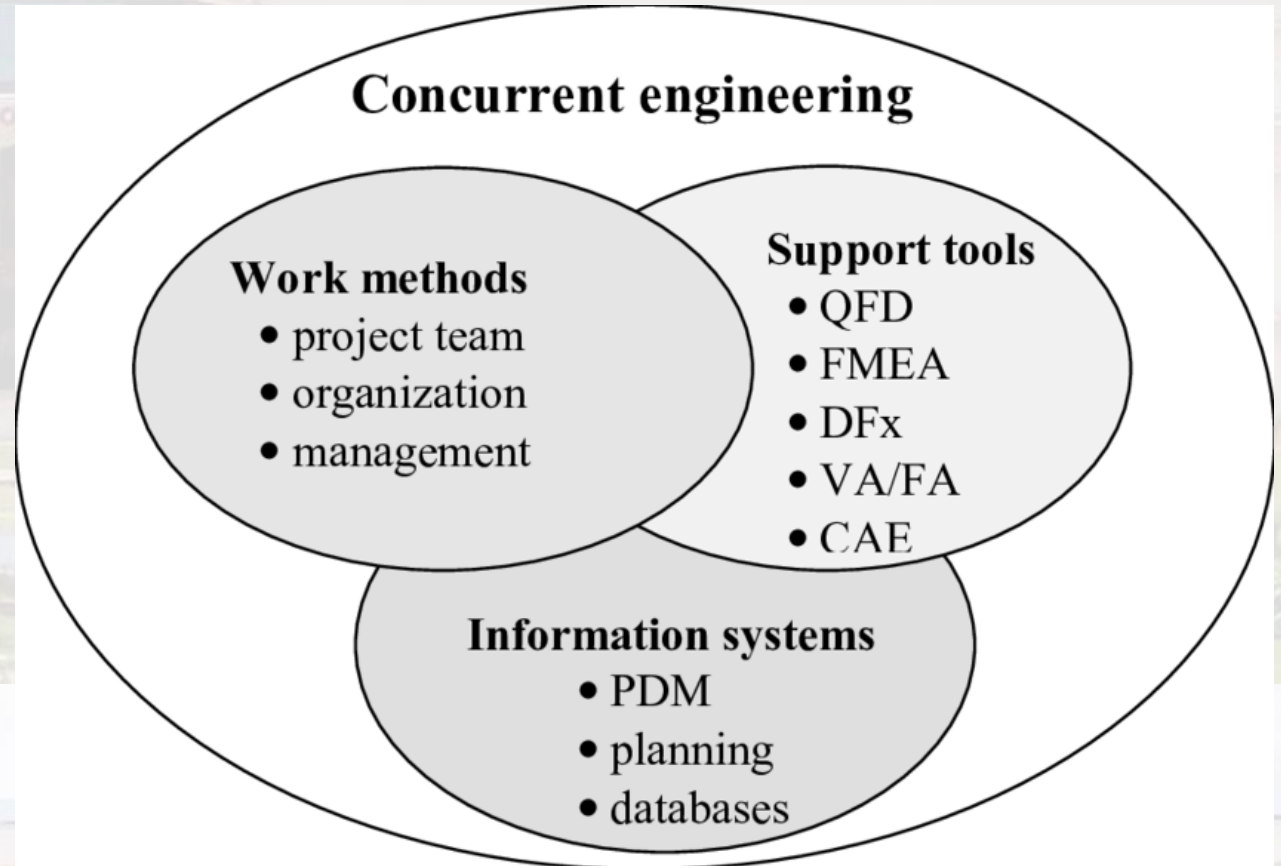 Concurrent engineering
Work methods
• project team
• organization
• management
Support tools
• QFD
• FMEA
• DFx
• VA/FA
• CAE
Information systems
• PDM
• planning
• databases